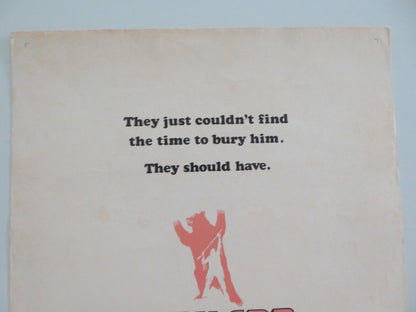 They just couldn't find
the time to bury him.
They should have.